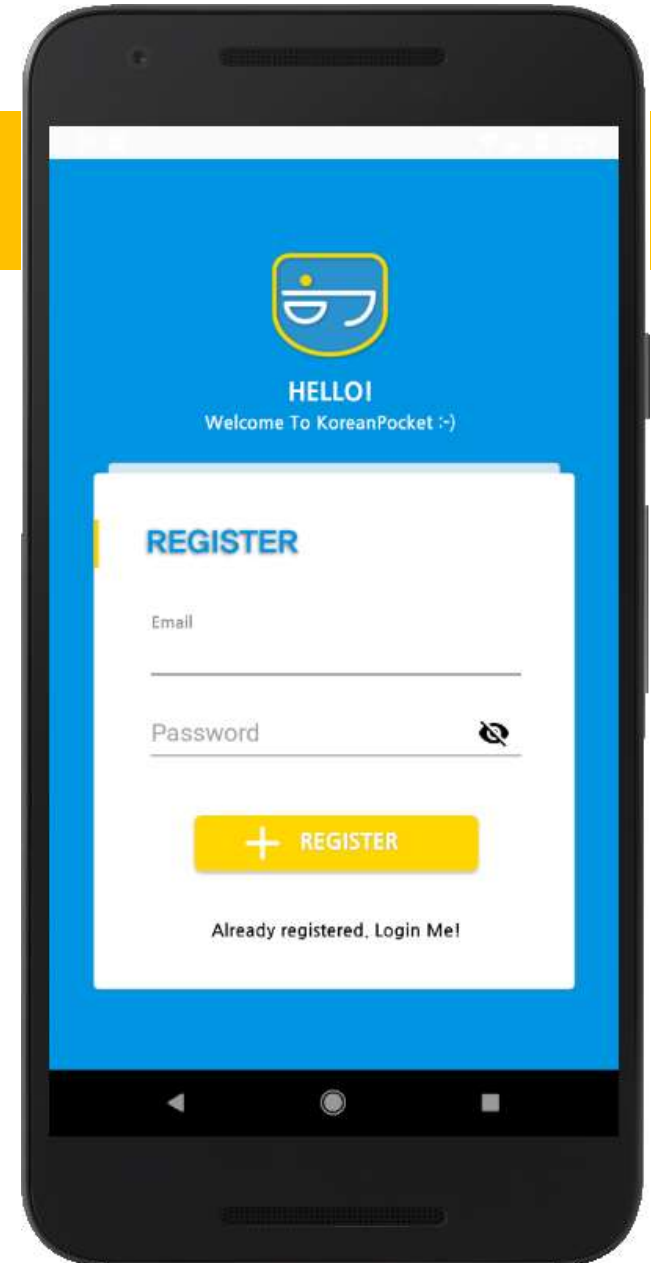 HELLO!
Welcome To KoreanPocket :-)
REGISTER
Email
Password
REGISTER
Already registered. Login Me!